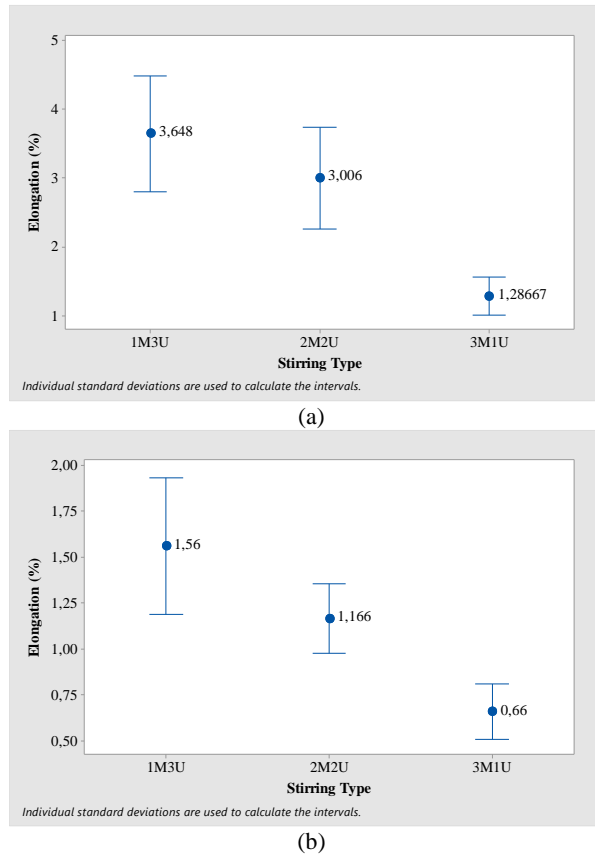 5
4
3
2
1
Elongation (%)
3,648
3,006
1,28667
1M3U 2M2U 3M1U
Stirring Type
Individual standard deviations are used to calculate the intervals.
(a)
2,00
1,75
1,50
1,25
1,00
0,75
0,50
Elongation (%)
1,56
1,166
0,66
1M3U 2M2U 3M1U
Stirring Type
Individual standard deviations are used to calculate the intervals.
(b)